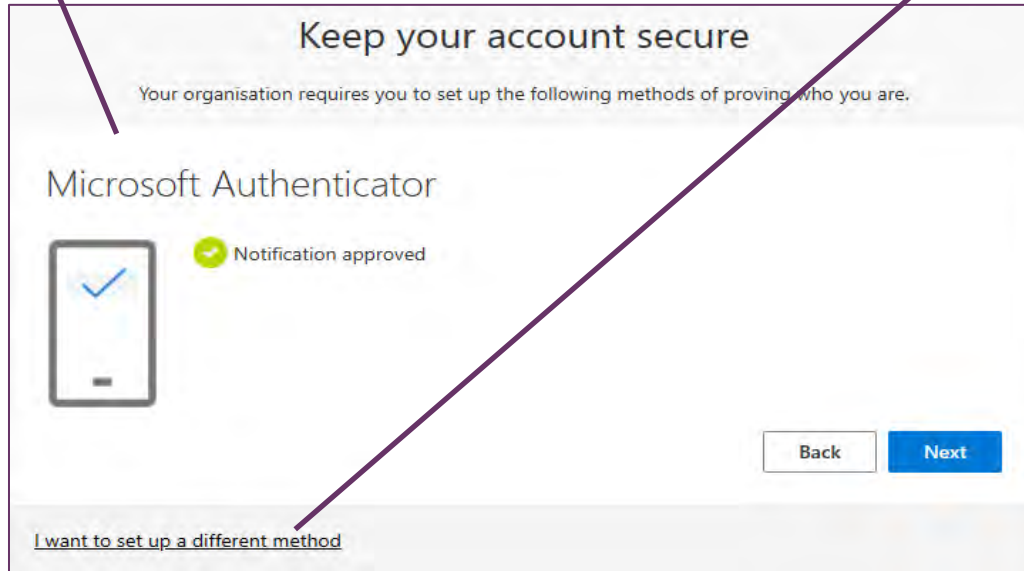 Keep your account secure
Your organisation requires you to set up the following methods of proving who you are.
Microsoft Authenticator
Notification approved
Back
Next
I want to set up a different method